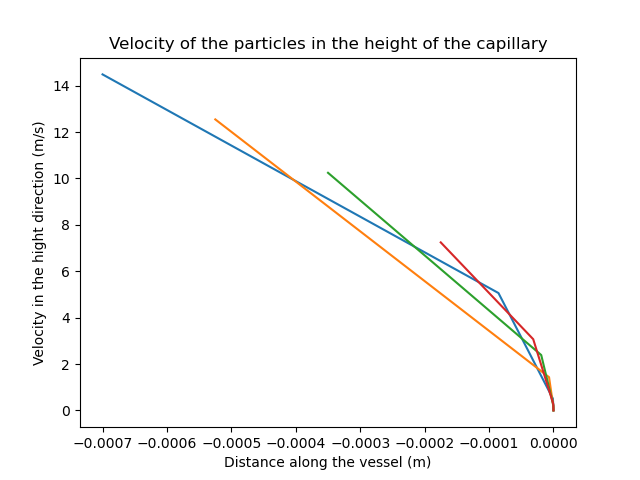 Velocity of the particles in the height of the capillary
14
12
10
8
6
4
2
0
Velocity in the hight direction (m/s)
−0.0007 −0.0006 −0.0005 −0.0004 −0.0003 −0.0002 −0.0001 0.0000
Distance along the vessel (m)